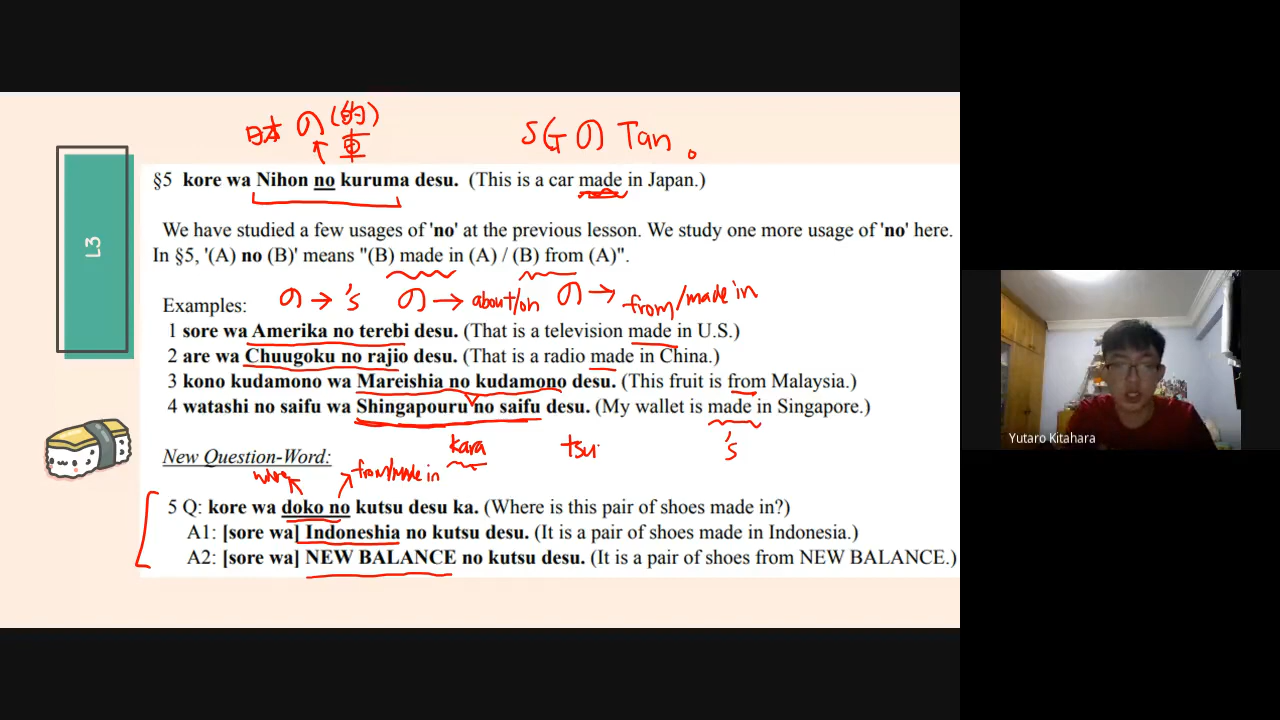 日本 の (的)
車
SG の Tan 。
§5 kore wa Nihon no kuruma desu. (This is a car made in Japan.)
We have studied a few usages of 'no' at the previous lesson. We study one more usage of 'no' here.
In §5, '(A) no (B)' means "(B) made in (A) / (B) from (A)".
L3
の → 's の → about/on の → from/made in
Examples:
1 sore wa Amerika no terebi desu. (That is a television made in U.S.)
2 are wa Chuugoku no rajio desu. (That is a radio made in China.)
3 kono kudamono wa Mareishia no kudamono desu. (This fruit is from Malaysia.)
4 watashi no saifu wa Shingapouru no saifu desu. (My wallet is made in Singapore.)
kara tsu 's
New Question-Word:
where from/made in
5 Q: kore wa doko no kutsu desu ka. (Where is this pair of shoes made in?)
A1: [sore wa] Indoneshia no kutsu desu. (It is a pair of shoes made in Indonesia.)
A2: [sore wa] NEW BALANCE no kutsu desu. (It is a pair of shoes from NEW BALANCE.)
Yutaro Kitahara